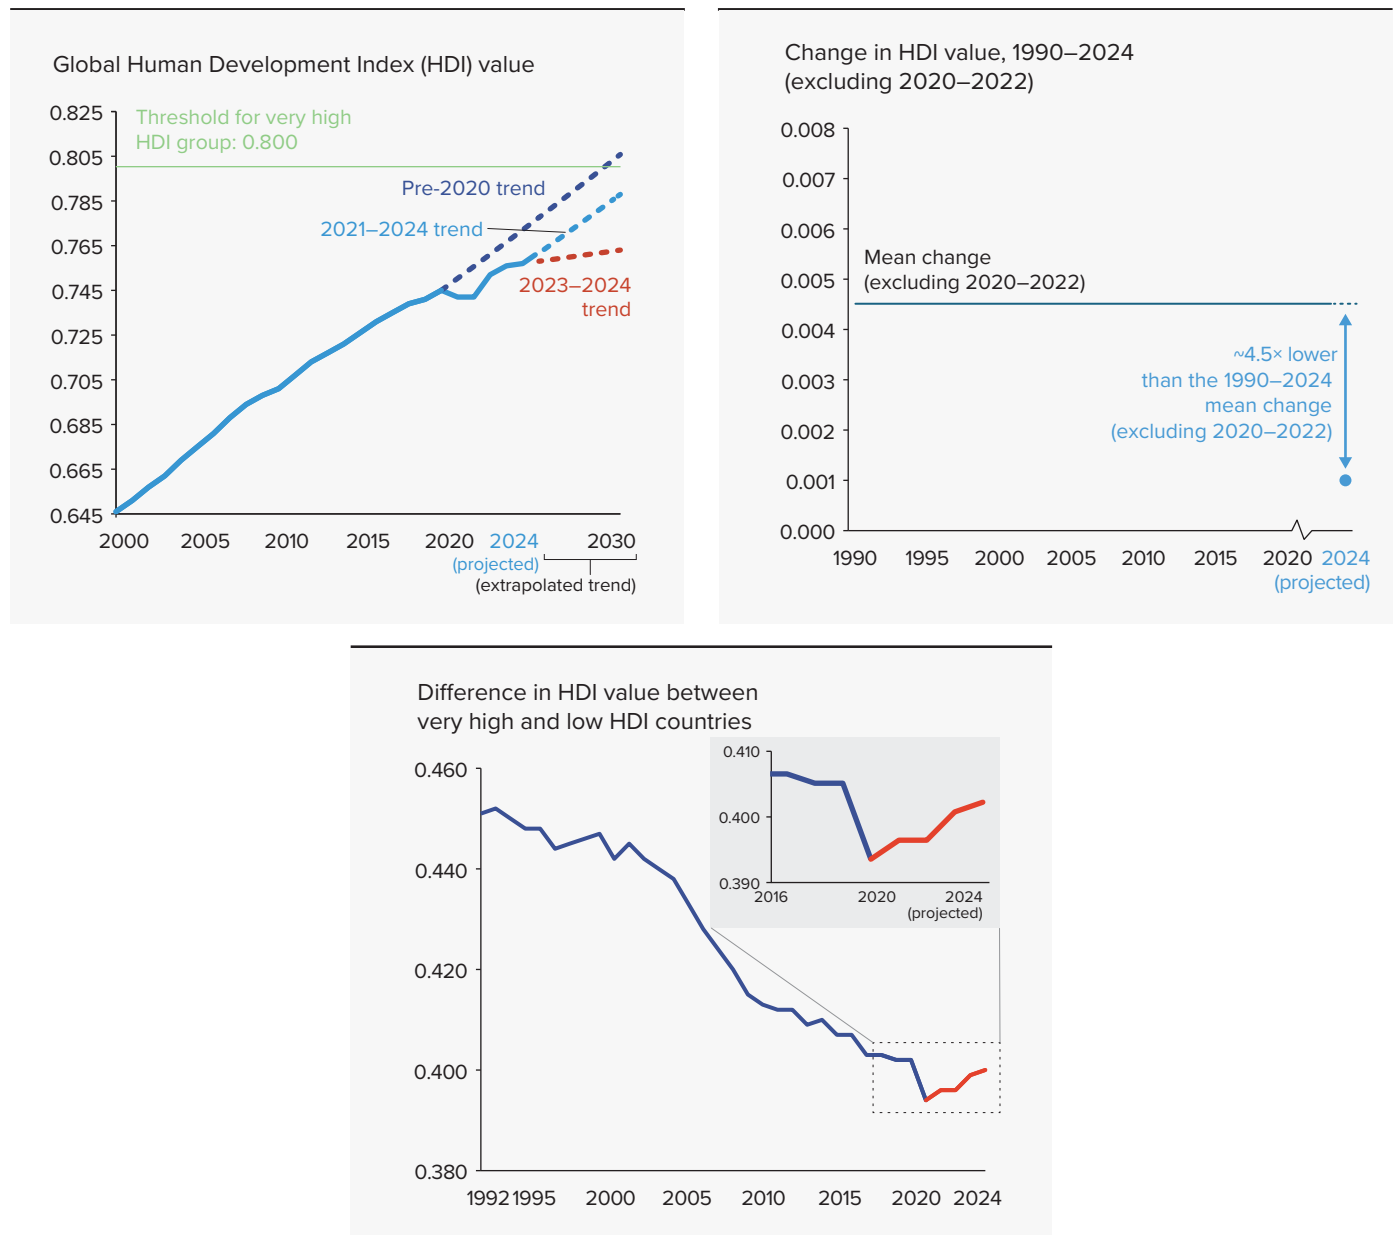 Global Human Development Index (HDI) value
0.825
0.805
0.785
0.765
0.745
0.725
0.705
0.685
0.665
0.645
Threshold for very high
HDI group: 0.800
Pre-2020 trend
2021–2024 trend
2023–2024
trend
2000 2005 2010 2015 2020 2024 2030
(projected)
(extrapolated trend)
Change in HDI value, 1990–2024
(excluding 2020–2022)
0.008
0.007
0.006
0.005
0.004
0.003
0.002
0.001
0.000
Mean change
(excluding 2020–2022)
~4.5× lower
than the 1990–2024
mean change
(excluding 2020–2022)
1990 1995 2000 2005 2010 2015 2020 2024
(projected)
Difference in HDI value between
very high and low HDI countries
0.460
0.440
0.420
0.400
0.380
0.410
0.400
0.390
2016 2020 2024
(projected)
1992 1995 2000 2005 2010 2015 2020 2024